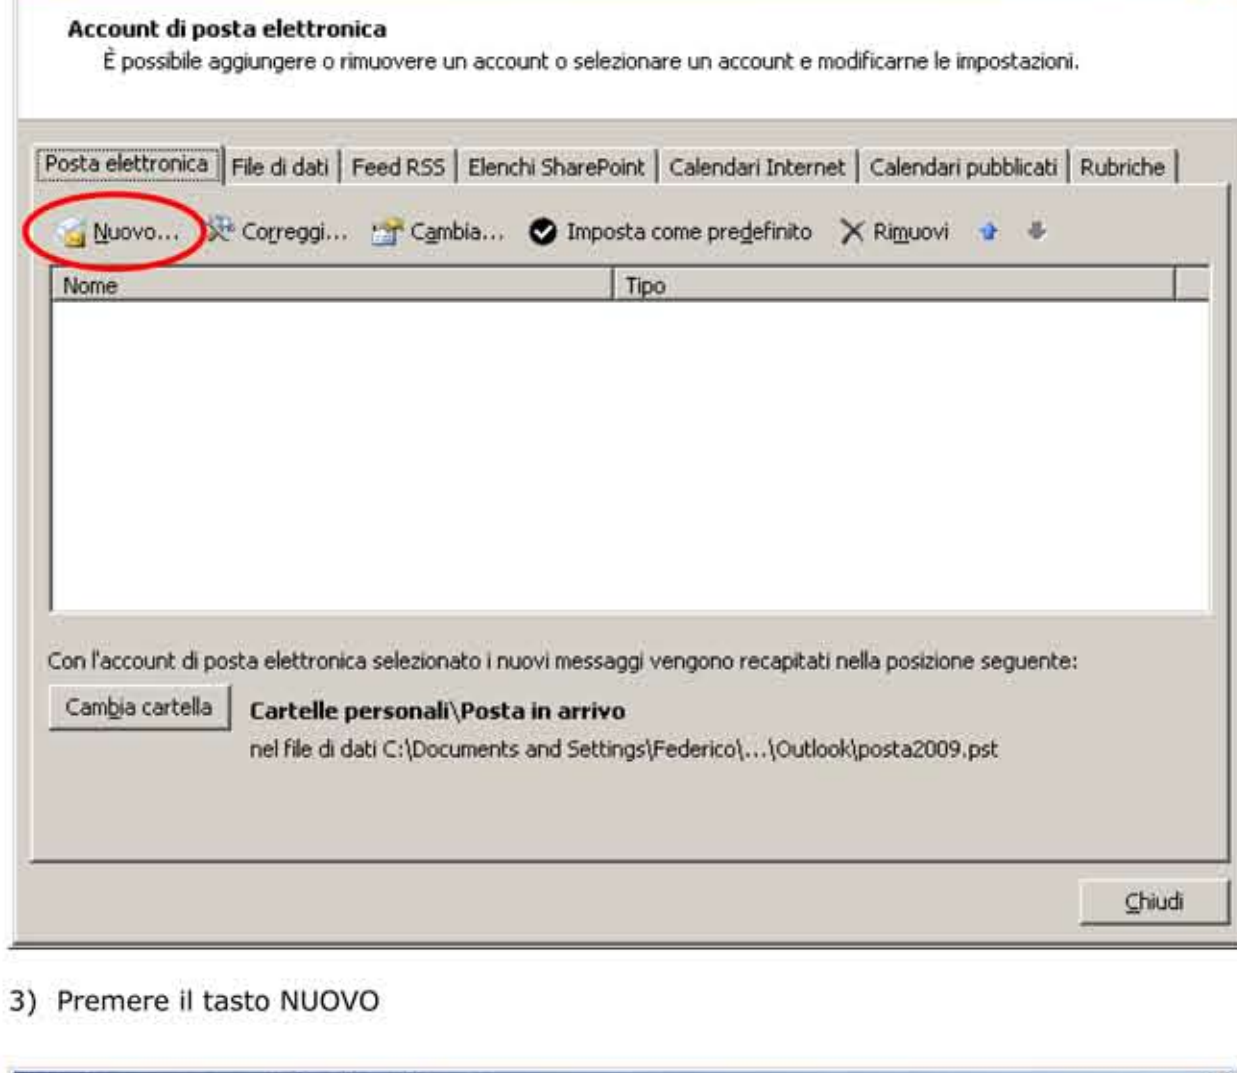 Account di posta elettronica
È possibile aggiungere o rimuovere un account o selezionare un account e modificarne le impostazioni.
Posta elettronica File di dati Feed RSS Elenchi SharePoint Calendari Internet Calendari pubblicati Rubriche
Nuovo... Correggi... Cambia... Imposta come predefinito Rimuovi
Nome Tipo
Con l'account di posta elettronica selezionato i nuovi messaggi vengono recapitati nella posizione seguente:
Cambia cartella Cartelle personali\Posta in arrivo
nel file di dati C:\Documents and Settings\Federico\...\Outlook\posta2009.pst
Chiudi
3) Premere il tasto NUOVO